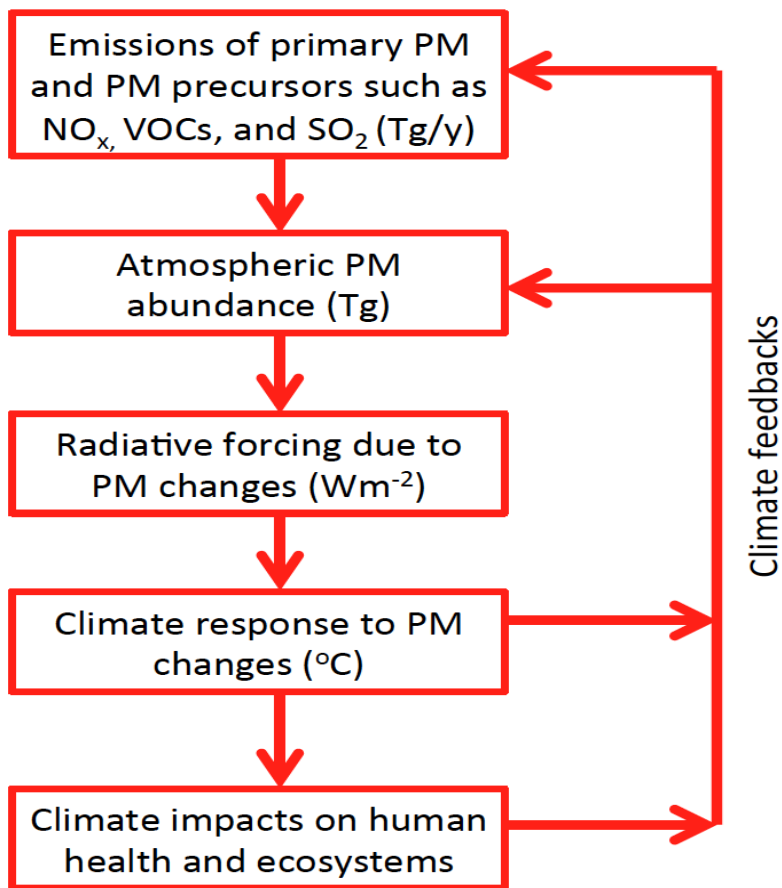 Emissions of primary PM
and PM precursors such as
NOₓ, VOCs, and SO₂ (Tg/y)
Atmospheric PM
abundance (Tg)
Radiative forcing due to
PM changes (Wm⁻²)
Climate response to PM
changes (°C)
Climate impacts on human
health and ecosystems
Climate feedbacks